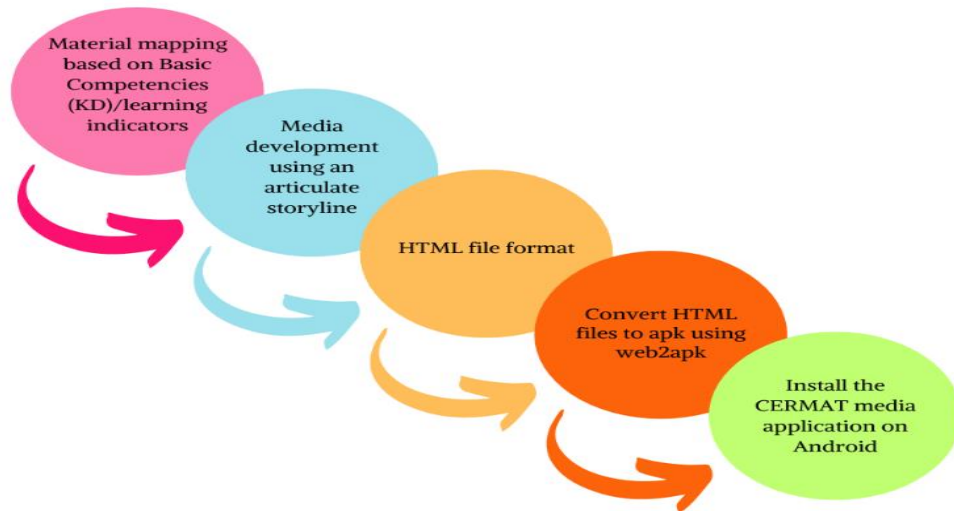 Material mapping
based on Basic
Competencies
(KD)/learning
indicators
Media
development
using an
articulate
storyline
HTML file format
Convert HTML
files to apk using
web2apk
Install the
CERMAT media
application on
Android